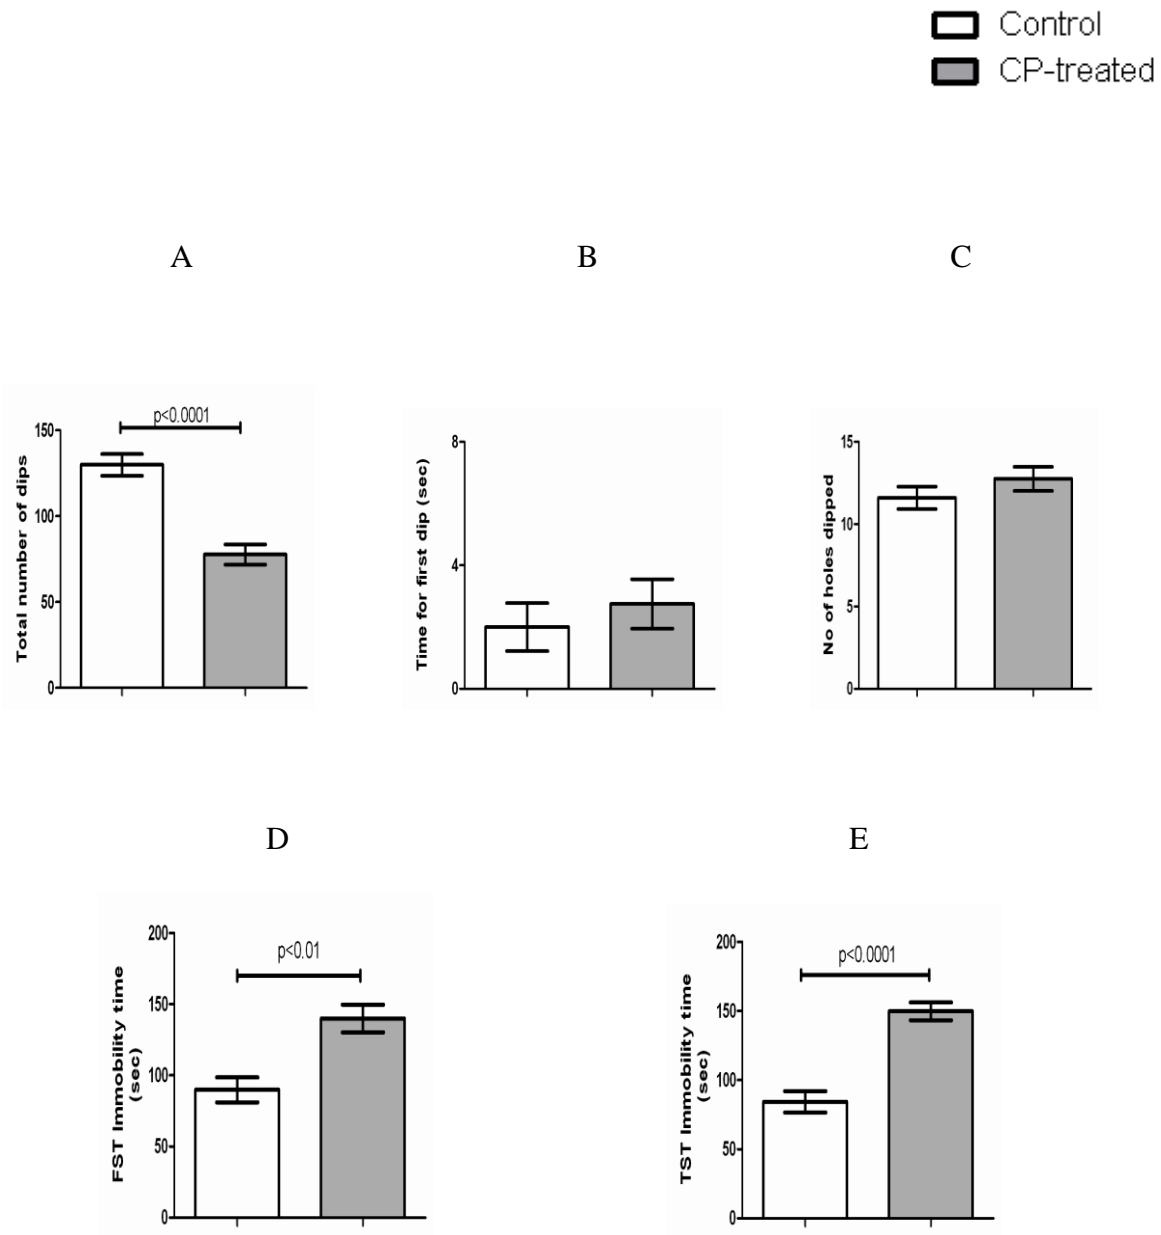 Control
CP-treated
A
B
C
p<0.0001
150
100
50
0
Total number of dips
8
4
0
Time for first dip (sec)
15
10
5
0
No of holes dipped
D
E
p<0.01
200
150
100
50
0
FST Immobility time
(sec)
p<0.0001
200
150
100
50
0
TST Immobility time
(sec)